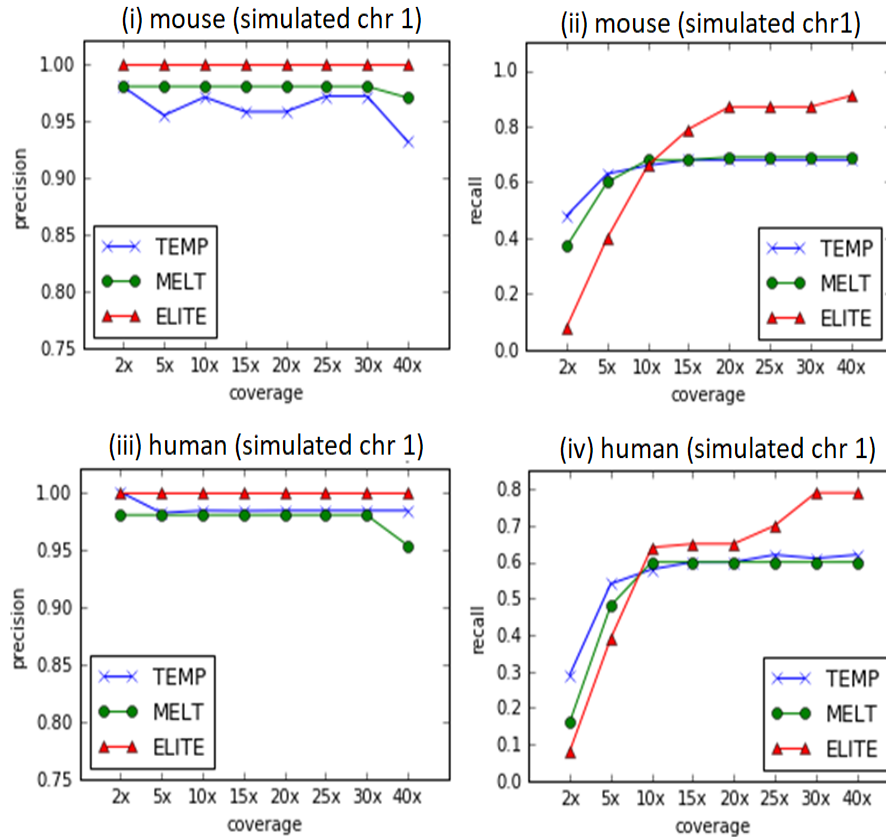 (i) mouse (simulated chr 1)
1.00
0.95
0.90
0.85
0.80
0.75
precision
TEMP
MELT
ELITE
2x 5x 10x 15x 20x 25x 30x 40x
coverage
(ii) mouse (simulated chr1)
1.0
0.8
0.6
0.4
0.2
0.0
recall
TEMP
MELT
ELITE
2x 5x 10x 15x 20x 25x 30x 40x
coverage
(iii) human (simulated chr 1)
1.00
0.95
0.90
0.85
0.80
0.75
precision
TEMP
MELT
ELITE
2x 5x 10x 15x 20x 25x 30x 40x
coverage
(iv) human (simulated chr 1)
0.8
0.7
0.6
0.5
0.4
0.3
0.2
0.1
0.0
recall
TEMP
MELT
ELITE
2x 5x 10x 15x 20x 25x 30x 40x
coverage